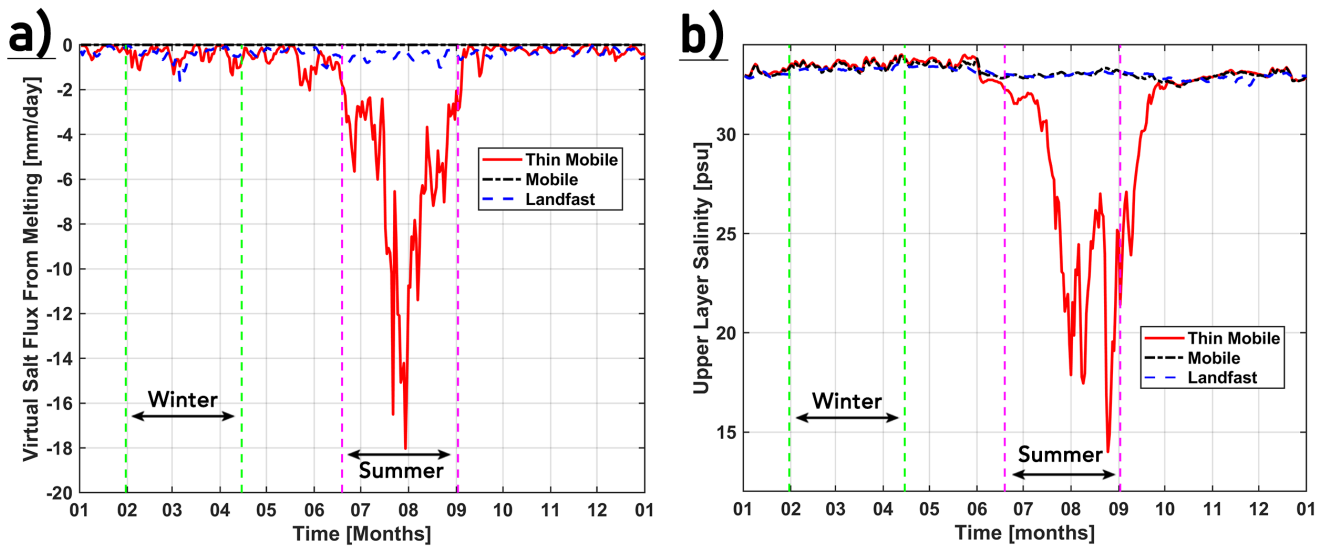 a)
Virtual Salt Flux From Melting [mm/day]
0
-2
-4
-6
-8
-10
-12
-14
-16
-18
-20
Thin Mobile
Mobile
Landfast
Winter
Summer
01 02 03 04 05 06 07 08 09 10 11 12 01
Time [Months]
b)
Upper Layer Salinity [psu]
30
25
20
15
Thin Mobile
Mobile
Landfast
Winter
Summer
01 02 03 04 05 06 07 08 09 10 11 12 01
Time [months]